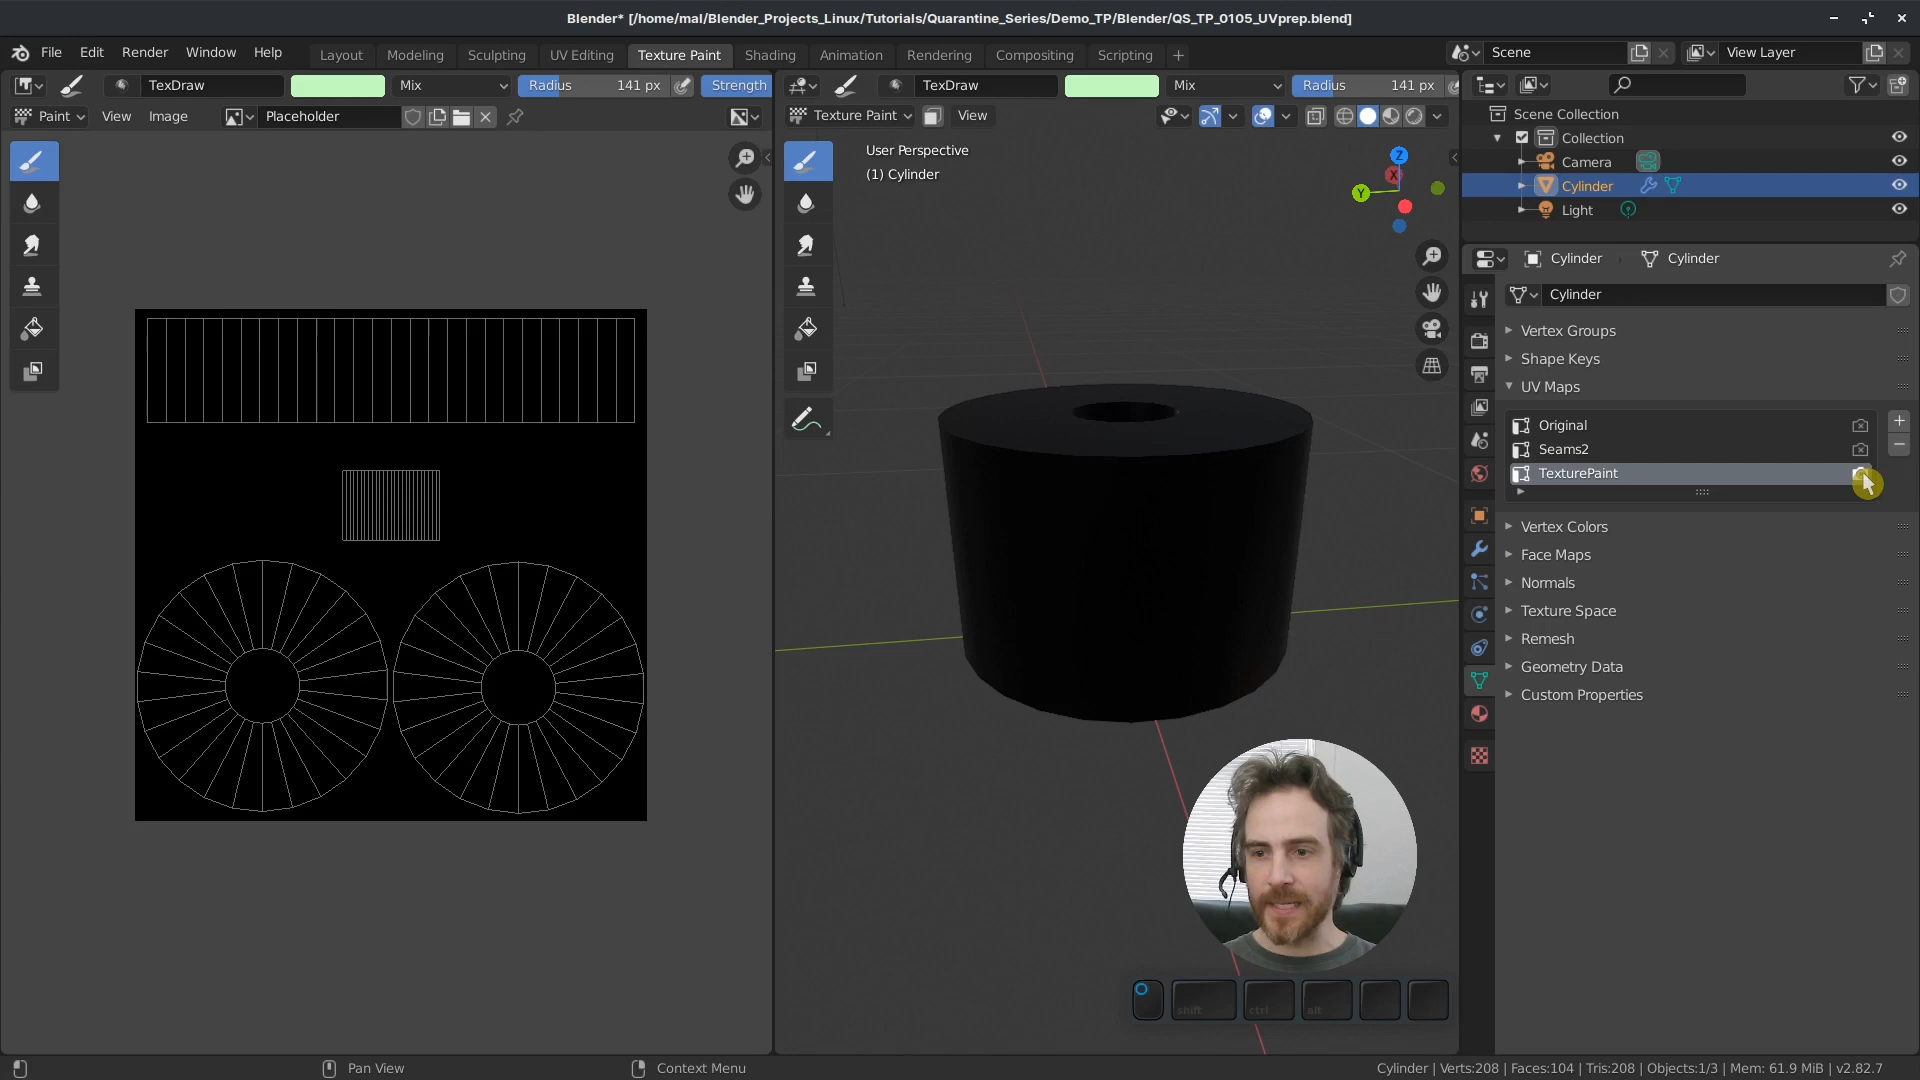 Blender* [/home/mal/Blender_Projects_Linux/Tutorials/Quarantine_Series/Demo_TP/Blender/QS_TP_0105_UVprep.blend]
File Edit Render Window Help Layout Modeling Sculpting UV Editing Texture Paint Shading Animation Rendering Compositing Scripting + Scene View Layer
TexDraw Mix Radius 141 px Strength TexDraw Mix Radius 141 px
Paint View Image Placeholder Texture Paint View
User Perspective
(1) Cylinder
Z
X
Y
Scene Collection
Collection
Camera
Cylinder
Light
Cylinder Cylinder
Cylinder
Vertex Groups
Shape Keys
UV Maps
Original
Seams2
TexturePaint
Vertex Colors
Face Maps
Normals
Texture Space
Remesh
Geometry Data
Custom Properties
shift ctrl alt
Pan View Context Menu Cylinder | Verts:208 | Faces:104 | Tris:208 | Objects:1/3 | Mem: 61.9 MiB | v2.82.7